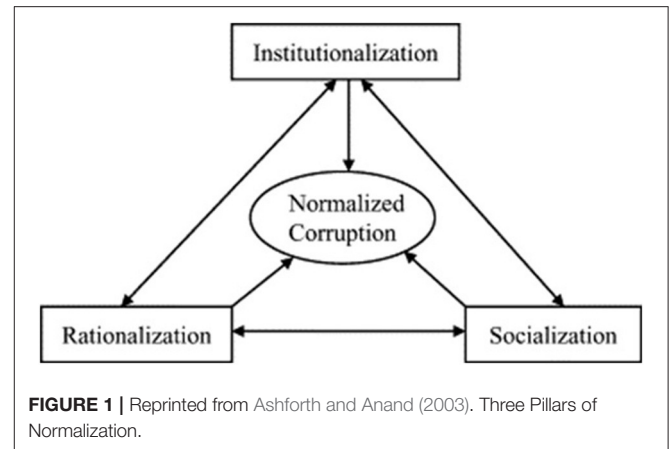 Institutionalization
Normalized
Corruption
Rationalization
Socialization
FIGURE 1 | Reprinted from Ashforth and Anand (2003). Three Pillars of
Normalization.